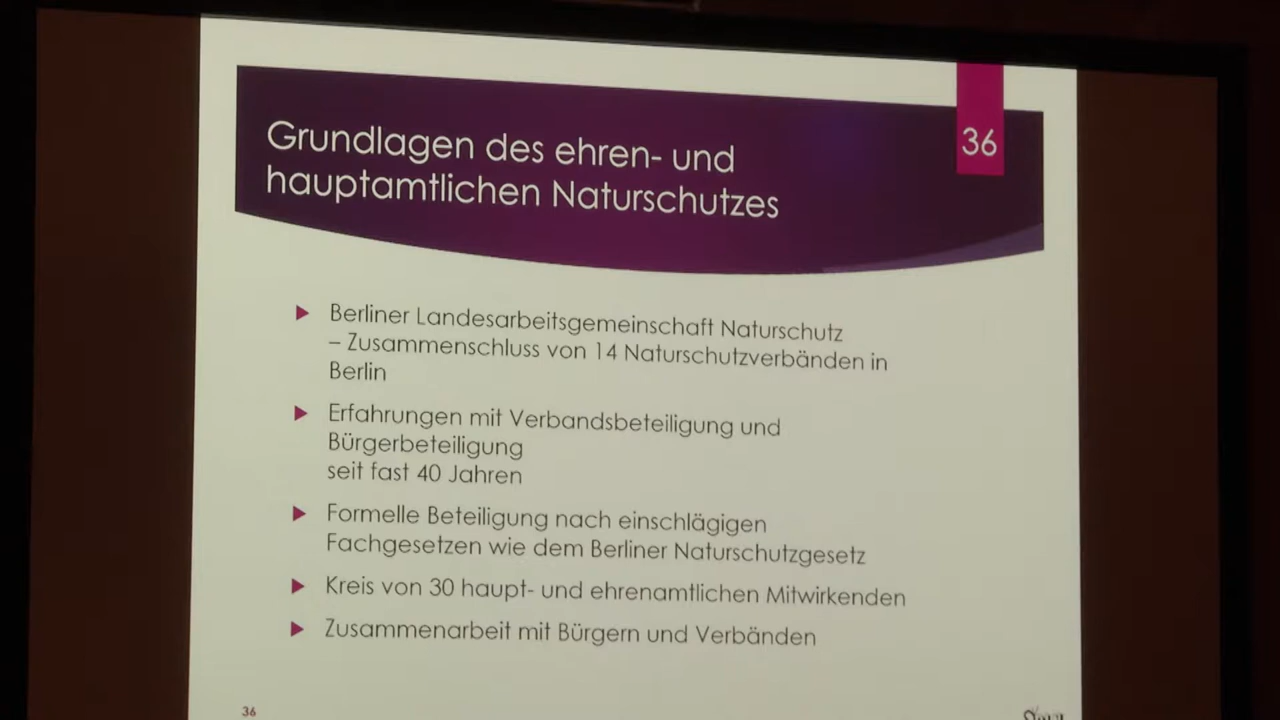 36
Grundlagen des ehren- und
hauptamtlichen Naturschutzes
Berliner Landesarbeitsgemeinschaft Naturschutz
– Zusammenschluss von 14 Naturschutzverbänden in
Berlin
Erfahrungen mit Verbandsbeteiligung und
Bürgerbeteiligung
seit fast 40 Jahren
Formelle Beteiligung nach einschlägigen
Fachgesetzen wie dem Berliner Naturschutzgesetz
Kreis von 30 haupt- und ehrenamtlichen Mitwirkenden
Zusammenarbeit mit Bürgern und Verbänden
36